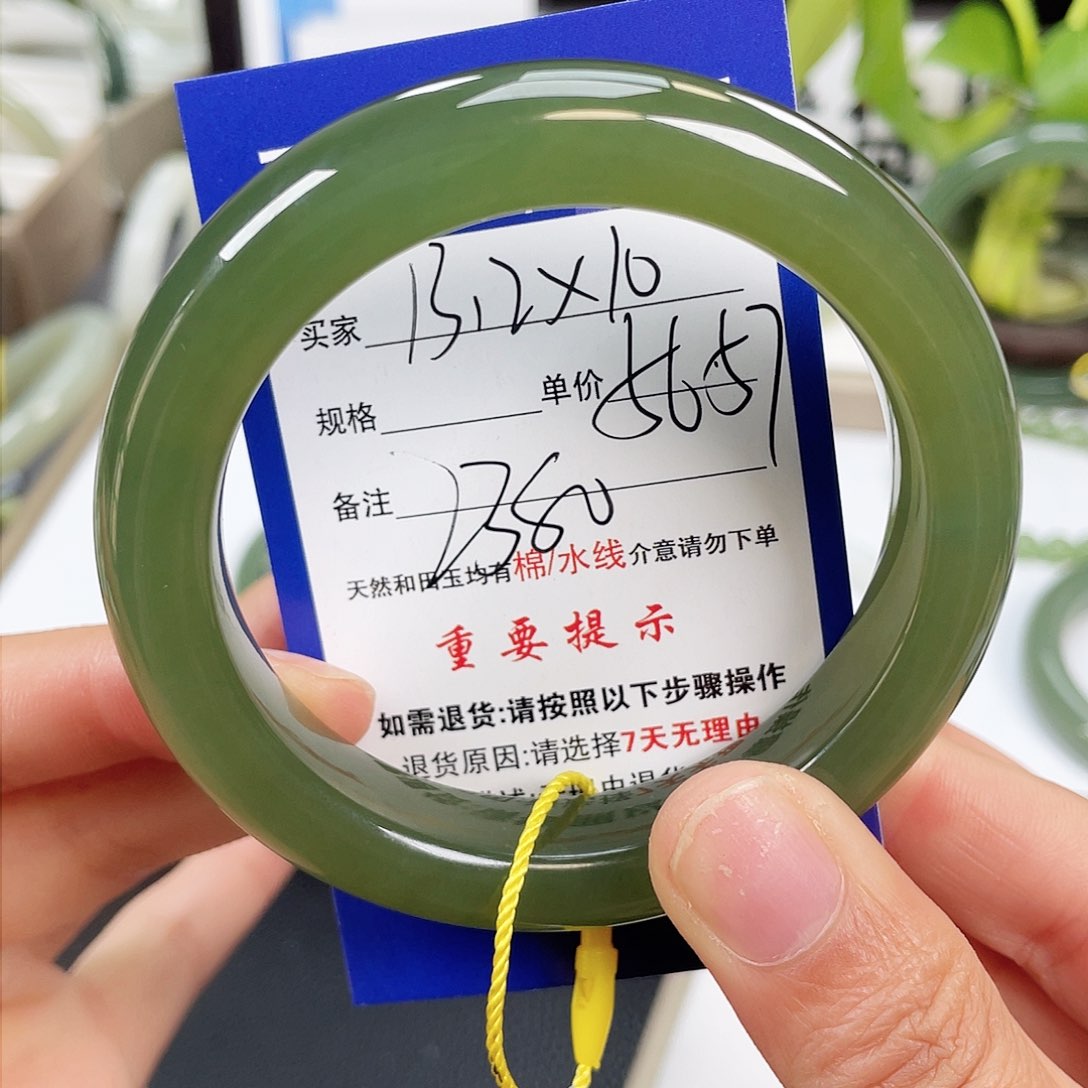 买家 13.2×10
规格 单价 56.57
备注 7380
天然和田玉均有棉/水线介意请勿下单
重要提示
如需退货:请按照以下步骤操作
退货原因:请选择7天无理由